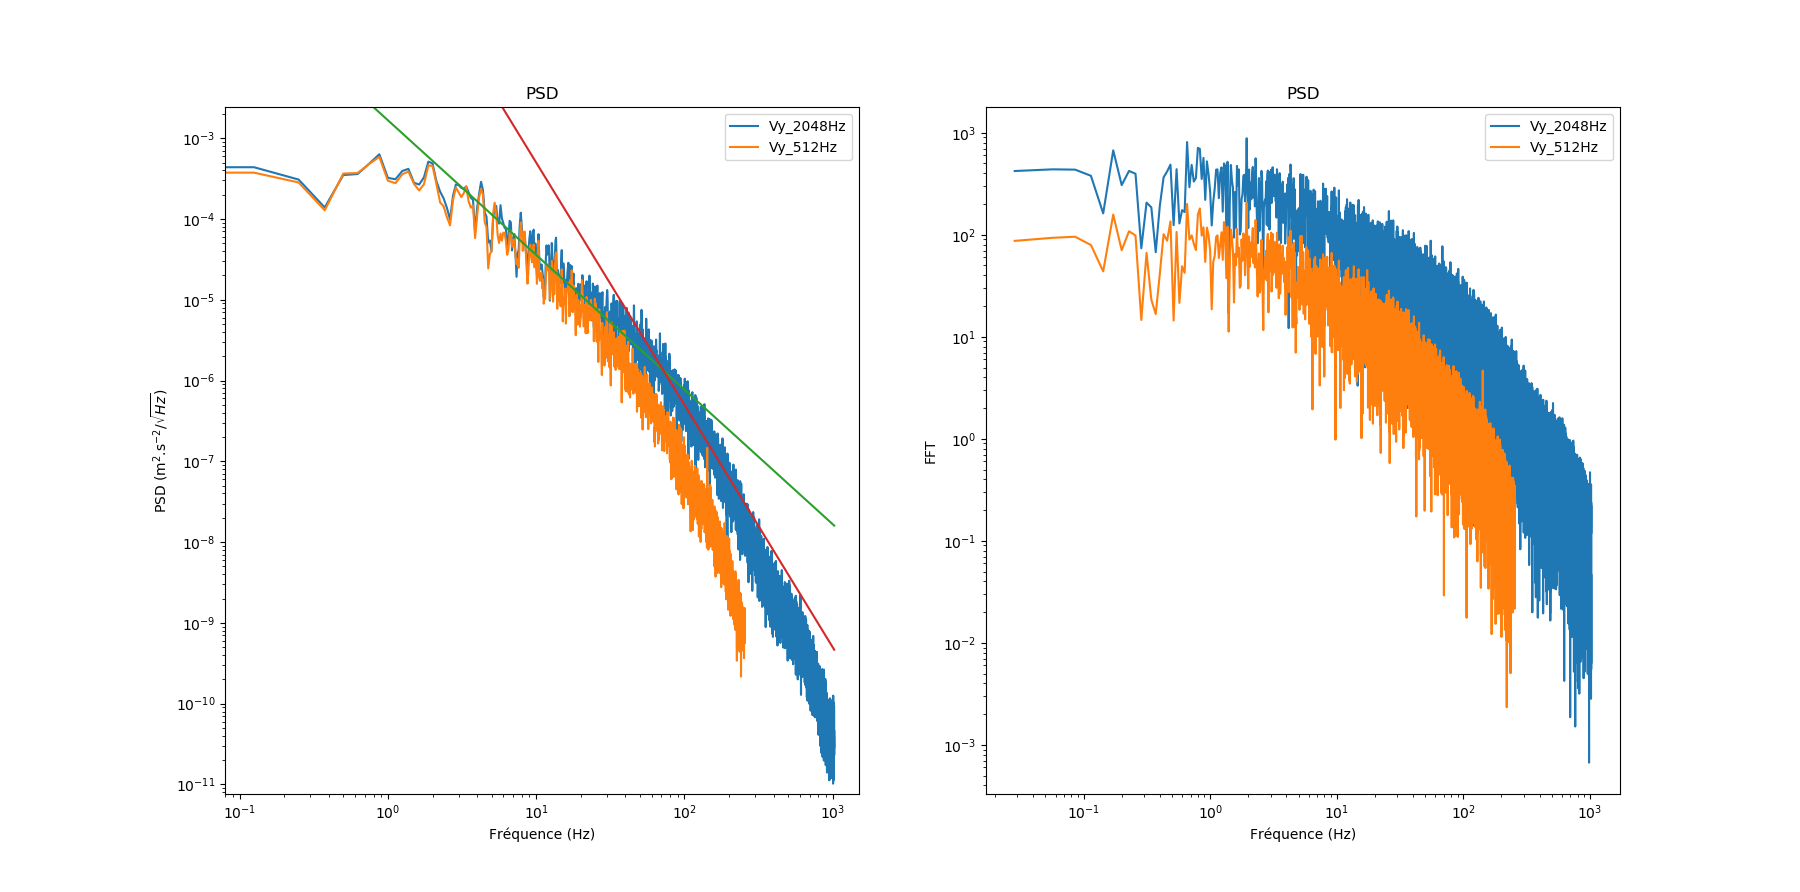 PSD
Vy_2048Hz
Vy_512Hz
10⁻³
10⁻⁴
10⁻⁵
10⁻⁶
10⁻⁷
10⁻⁸
10⁻⁹
10⁻¹⁰
10⁻¹¹
PSD (m².s⁻²/√Hz)
10⁻¹ 10⁰ 10¹ 10² 10³
Fréquence (Hz)
PSD
Vy_2048Hz
Vy_512Hz
10³
10²
10¹
10⁰
10⁻¹
10⁻²
10⁻³
FFT
10⁻¹ 10⁰ 10¹ 10² 10³
Fréquence (Hz)